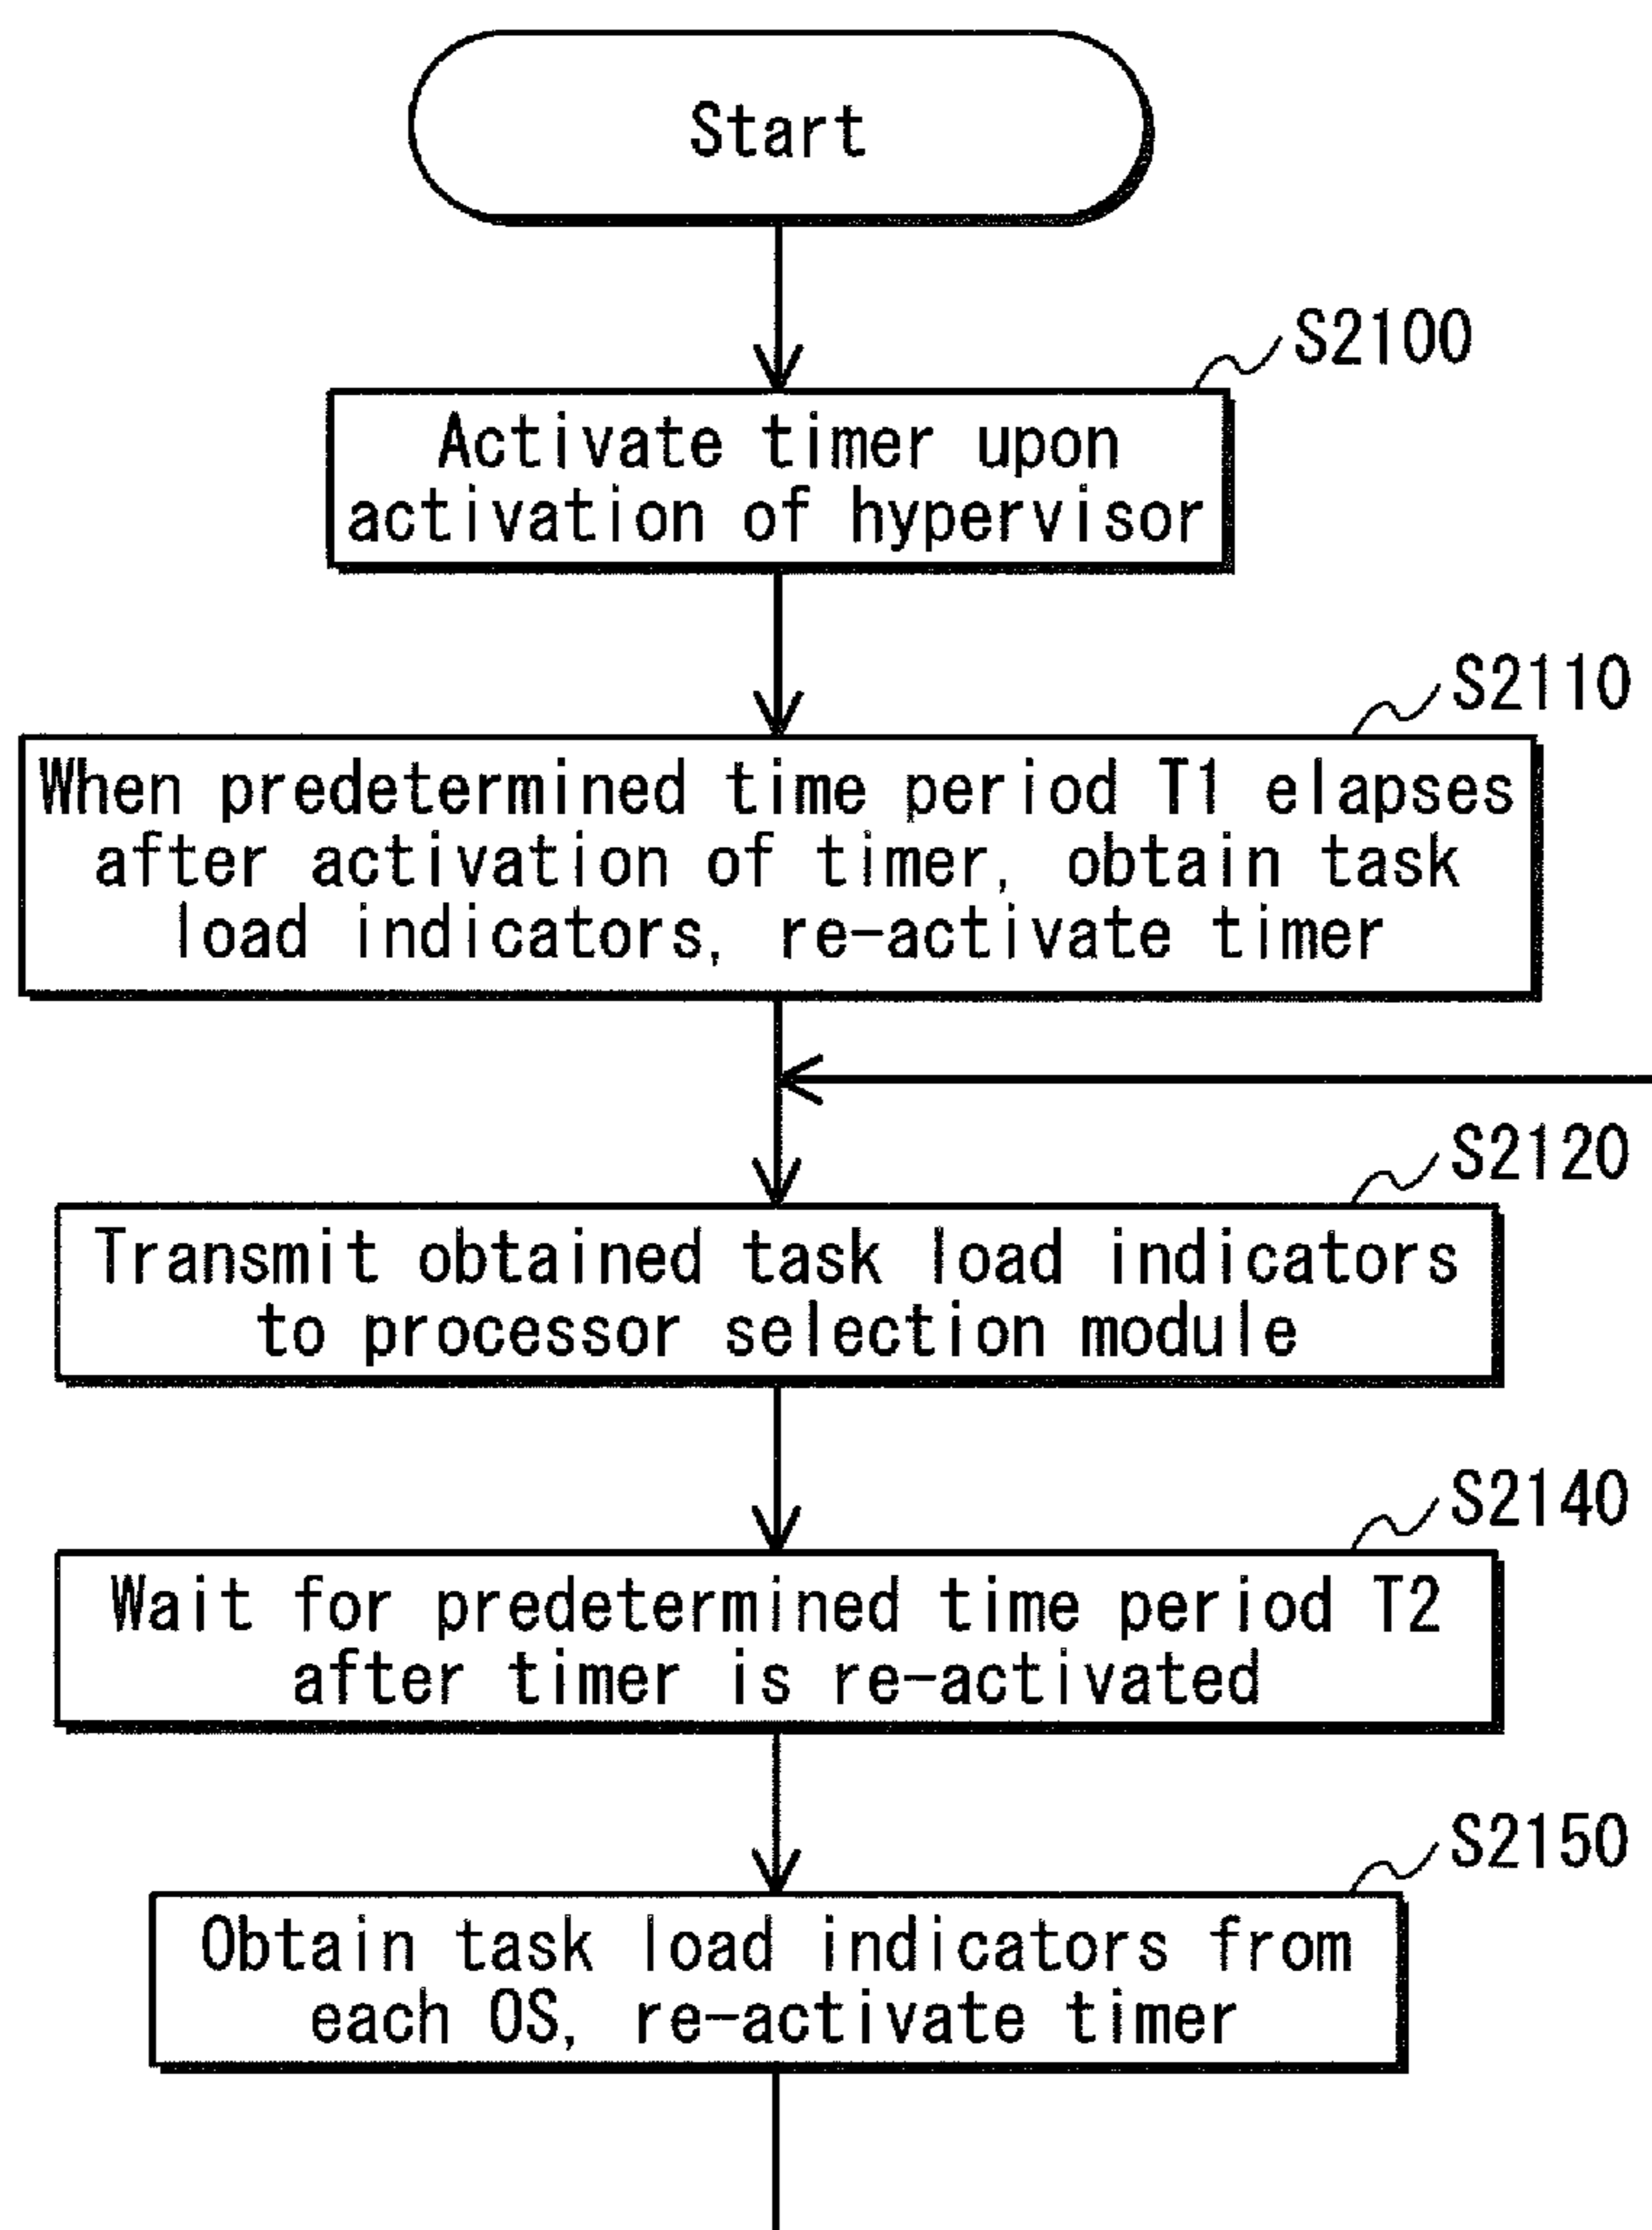 Start
S2100
Activate timer upon
activation of hypervisor
S2110
When predetermined time period T1 elapses
after activation of timer, obtain task
load indicators, re-activate timer
S2120
Transmit obtained task load indicators
to processor selection module
S2140
Wait for predetermined time period T2
after timer is re-activated
S2150
Obtain task load indicators from
each OS, re-activate timer